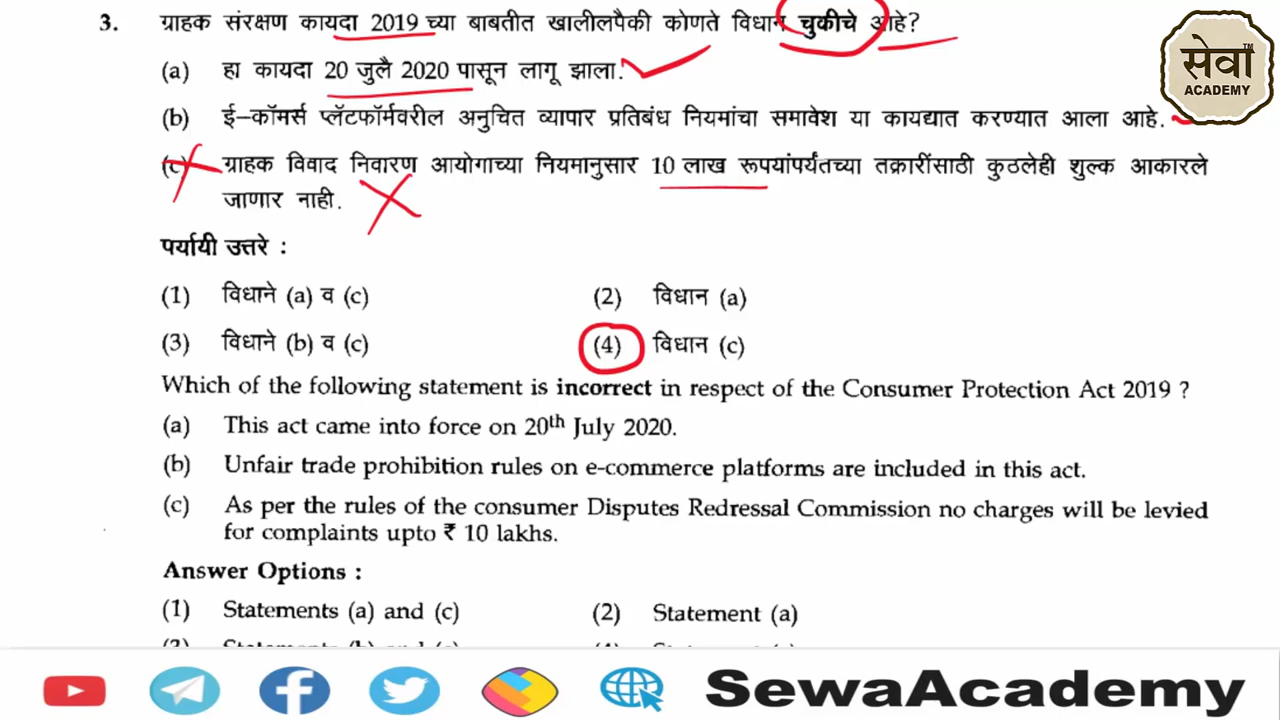 3. ग्राहक संरक्षण कायदा 2019 च्या बाबतीत खालीलपैकी कोणते विधान चुकीचे आहे?
(a) हा कायदा 20 जुलै 2020 पासून लागू झाला.
(b) ई-कॉमर्स प्लॅटफॉर्मवरील अनुचित व्यापार प्रतिबंध नियमांचा समावेश या कायद्यात करण्यात आला आहे.
(c) ग्राहक विवाद निवारण आयोगाच्या नियमानुसार 10 लाख रूपयांपर्यंतच्या तक्रारींसाठी कुठलेही शुल्क आकारले
जाणार नाही.
पर्यायी उत्तरे :
(1) विधाने (a) व (c) (2) विधान (a)
(3) विधाने (b) व (c) (4) विधान (c)
Which of the following statement is incorrect in respect of the Consumer Protection Act 2019 ?
(a) This act came into force on 20th July 2020.
(b) Unfair trade prohibition rules on e-commerce platforms are included in this act.
(c) As per the rules of the consumer Disputes Redressal Commission no charges will be levied
for complaints upto ₹ 10 lakhs.
Answer Options :
(1) Statements (a) and (c) (2) Statement (a)
सेवा
TM
ACADEMY
SewaAcademy